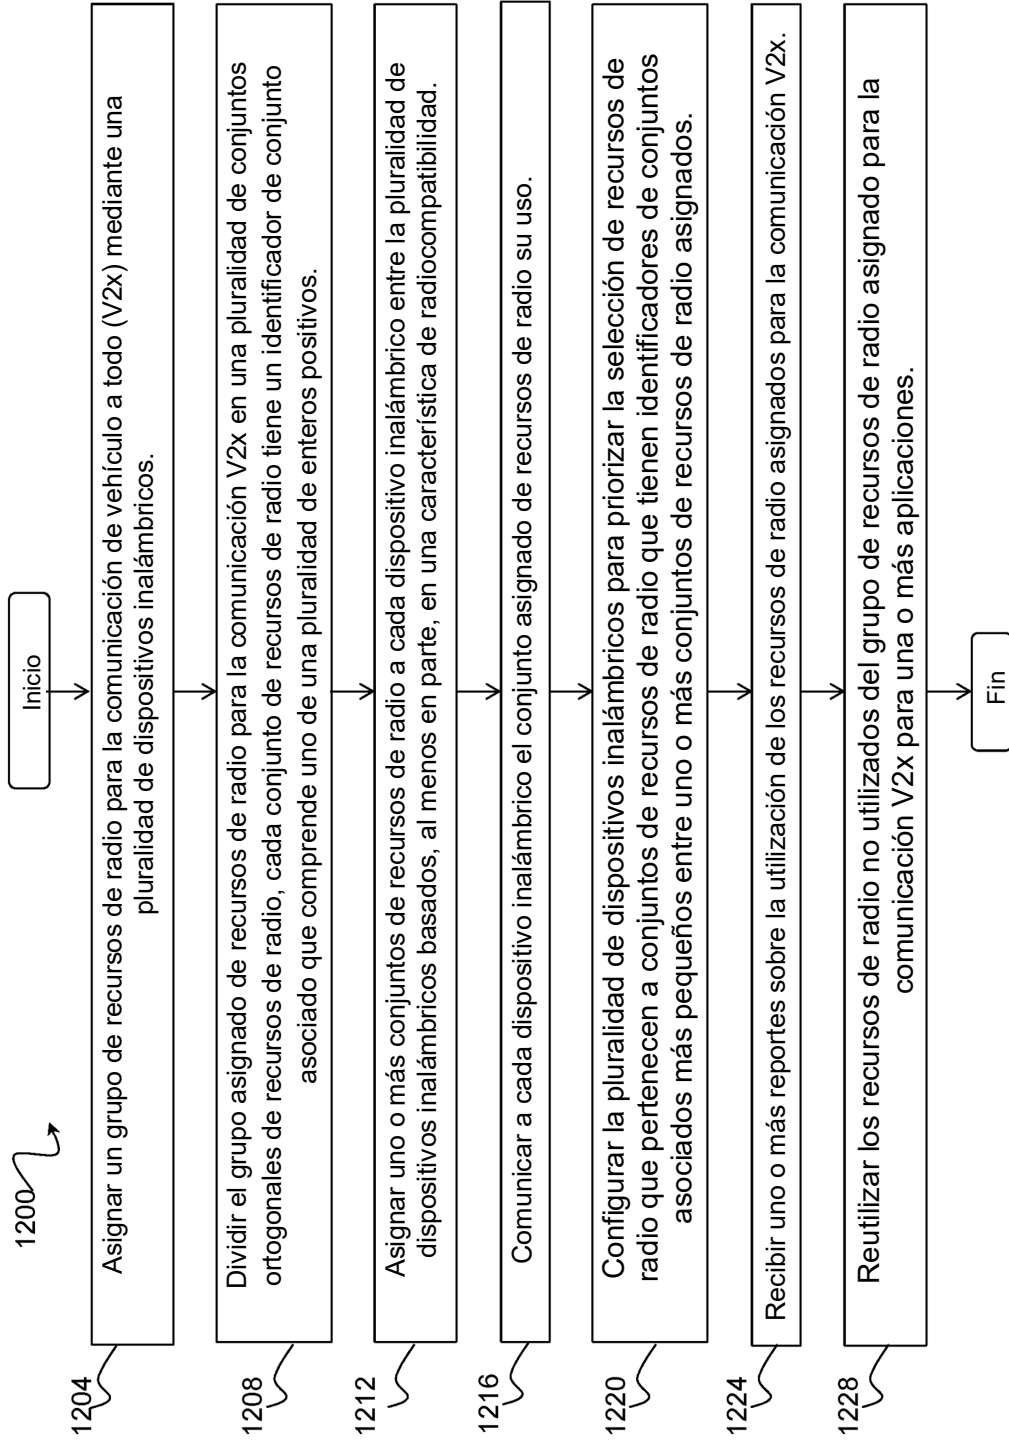 1200
Inicio
1204
Asignar un grupo de recursos de radio para la comunicación de vehículo a todo (V2x) mediante una
pluralidad de dispositivos inalámbricos.
1208
Dividir el grupo asignado de recursos de radio para la comunicación V2x en una pluralidad de conjuntos
ortogonales de recursos de radio, cada conjunto de recursos de radio tiene un identificador de conjunto
asociado que comprende uno de una pluralidad de enteros positivos.
1212
Asignar uno o más conjuntos de recursos de radio a cada dispositivo inalámbrico entre la pluralidad de
dispositivos inalámbricos basados, al menos en parte, en una característica de radiocompatibilidad.
1216
Comunicar a cada dispositivo inalámbrico el conjunto asignado de recursos de radio su uso.
1220
Configurar la pluralidad de dispositivos inalámbricos para priorizar la selección de recursos de
radio que pertenecen a conjuntos de recursos de radio que tienen identificadores de conjuntos
asociados más pequeños entre uno o más conjuntos de recursos de radio asignados.
1224
Recibir uno o más reportes sobre la utilización de los recursos de radio asignados para la comunicación V2x.
1228
Reutilizar los recursos de radio no utilizados del grupo de recursos de radio asignado para la
comunicación V2x para una o más aplicaciones.
Fin